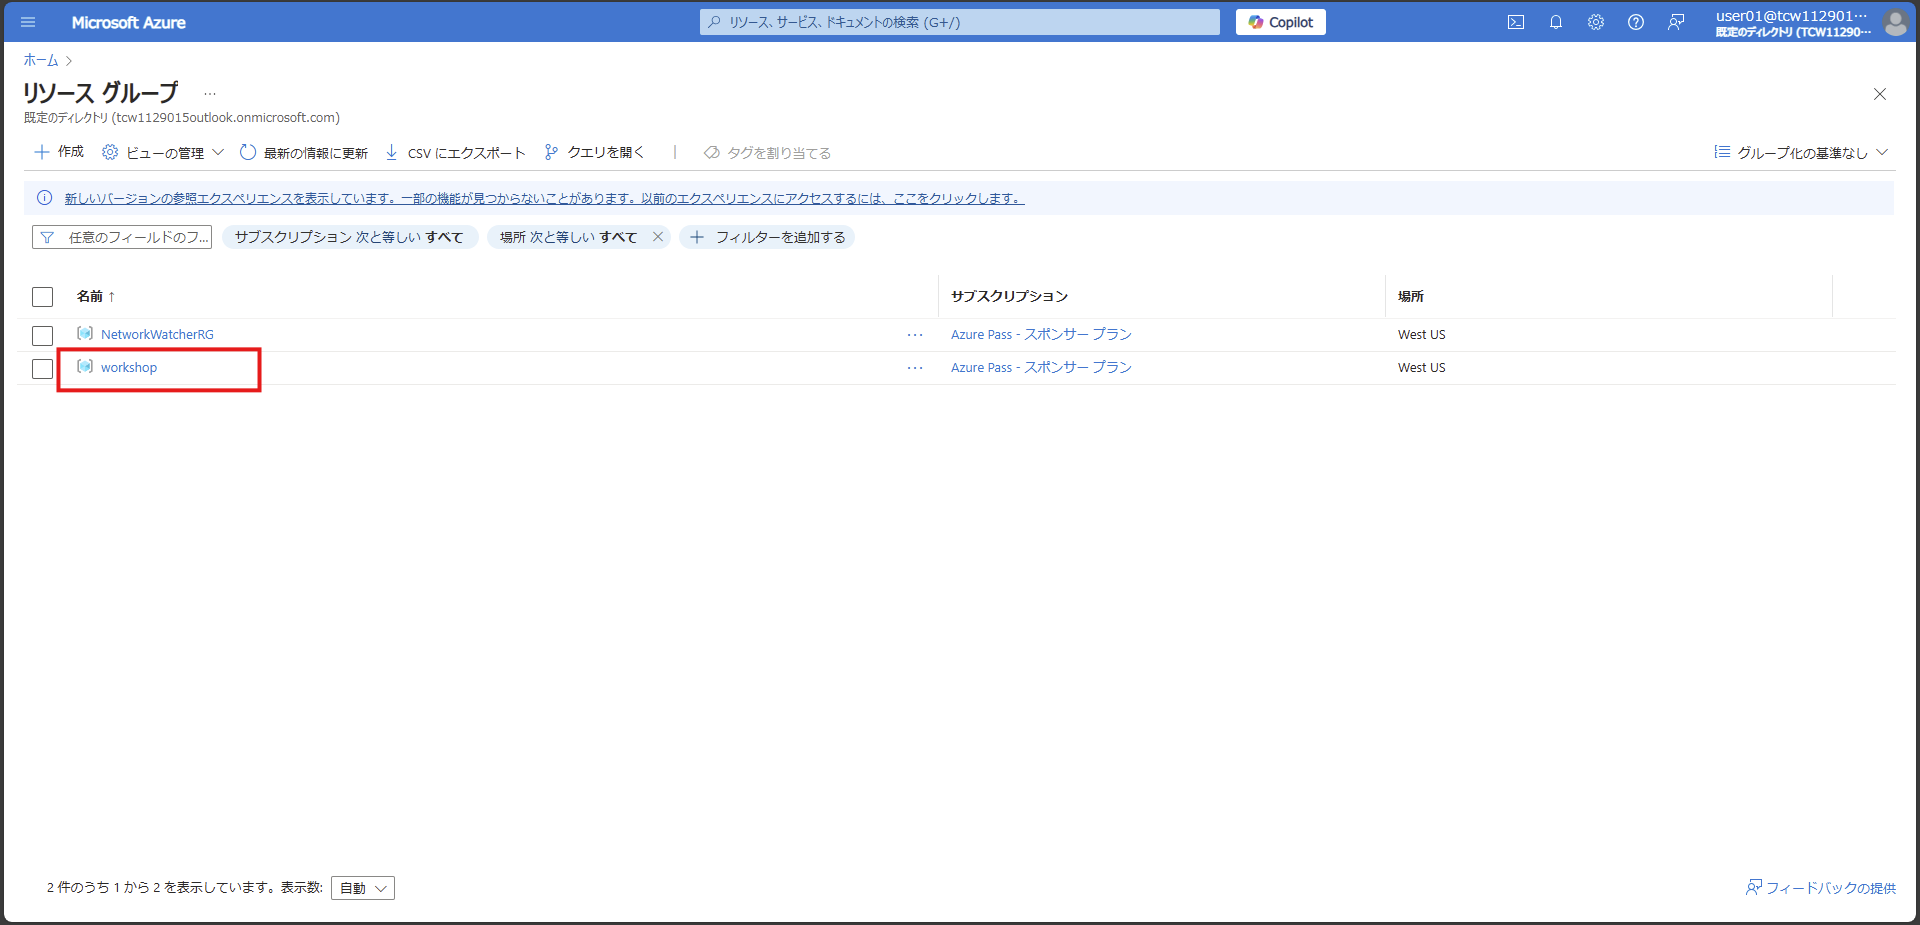 Microsoft Azure
リソース、サービス、ドキュメントの検索 (G+/)
Copilot
user01@tcw112901...
既定のディレクトリ (TCW11290...
ホーム >
リソース グループ ...
既定のディレクトリ (tcw1129015outlook.onmicrosoft.com)
作成 ビューの管理 最新の情報に更新 CSV にエクスポート クエリを開く | タグを割り当てる グループ化の基準なし
新しいバージョンの参照エクスペリエンスを表示しています。一部の機能が見つからないことがあります。以前のエクスペリエンスにアクセスするには、ここをクリックします。
任意のフィールドのフ... サブスクリプション 次と等しい すべて 場所 次と等しい すべて フィルターを追加する
名前 ↑ サブスクリプション 場所
NetworkWatcherRG ... Azure Pass - スポンサー プラン West US
workshop ... Azure Pass - スポンサー プラン West US
2 件のうち 1 から 2 を表示しています。表示数: 自動 フィードバックの提供